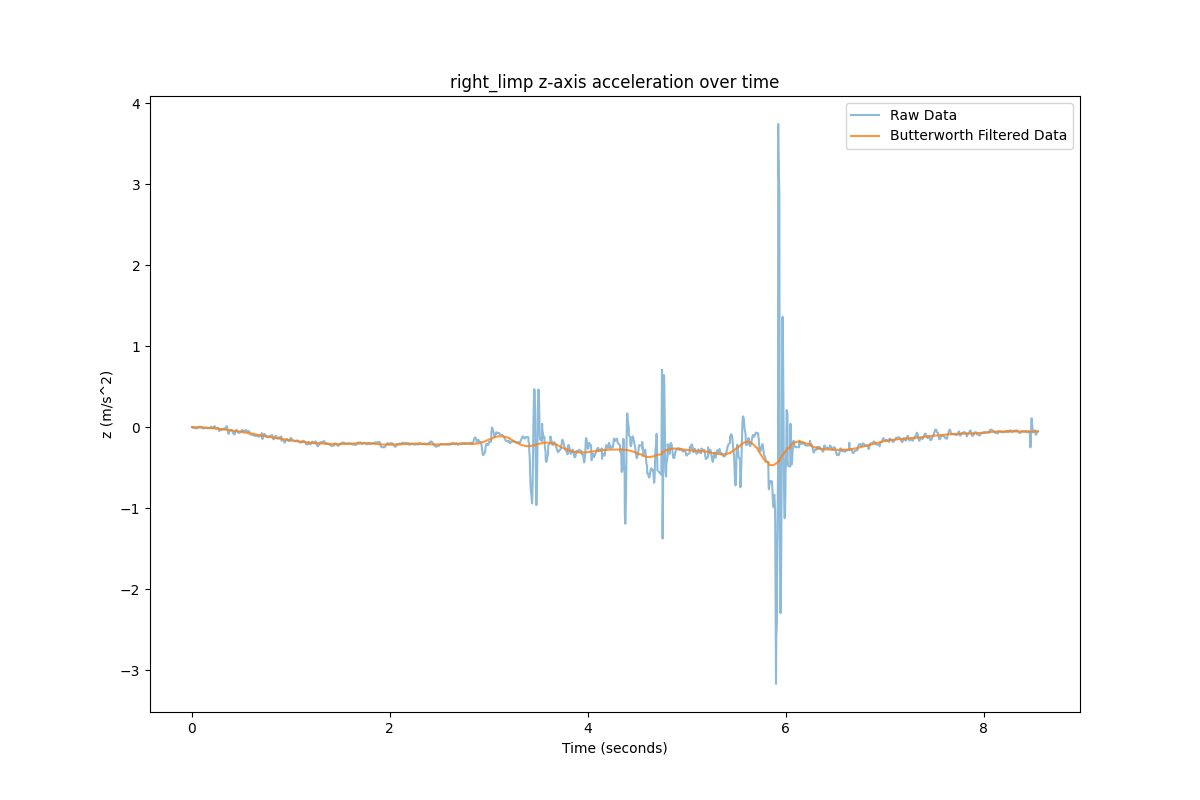 right_limp z-axis acceleration over time
Raw Data
Butterworth Filtered Data
z (m/s^2)
4
3
2
1
0
−1
−2
−3
0
2
4
6
8
Time (seconds)